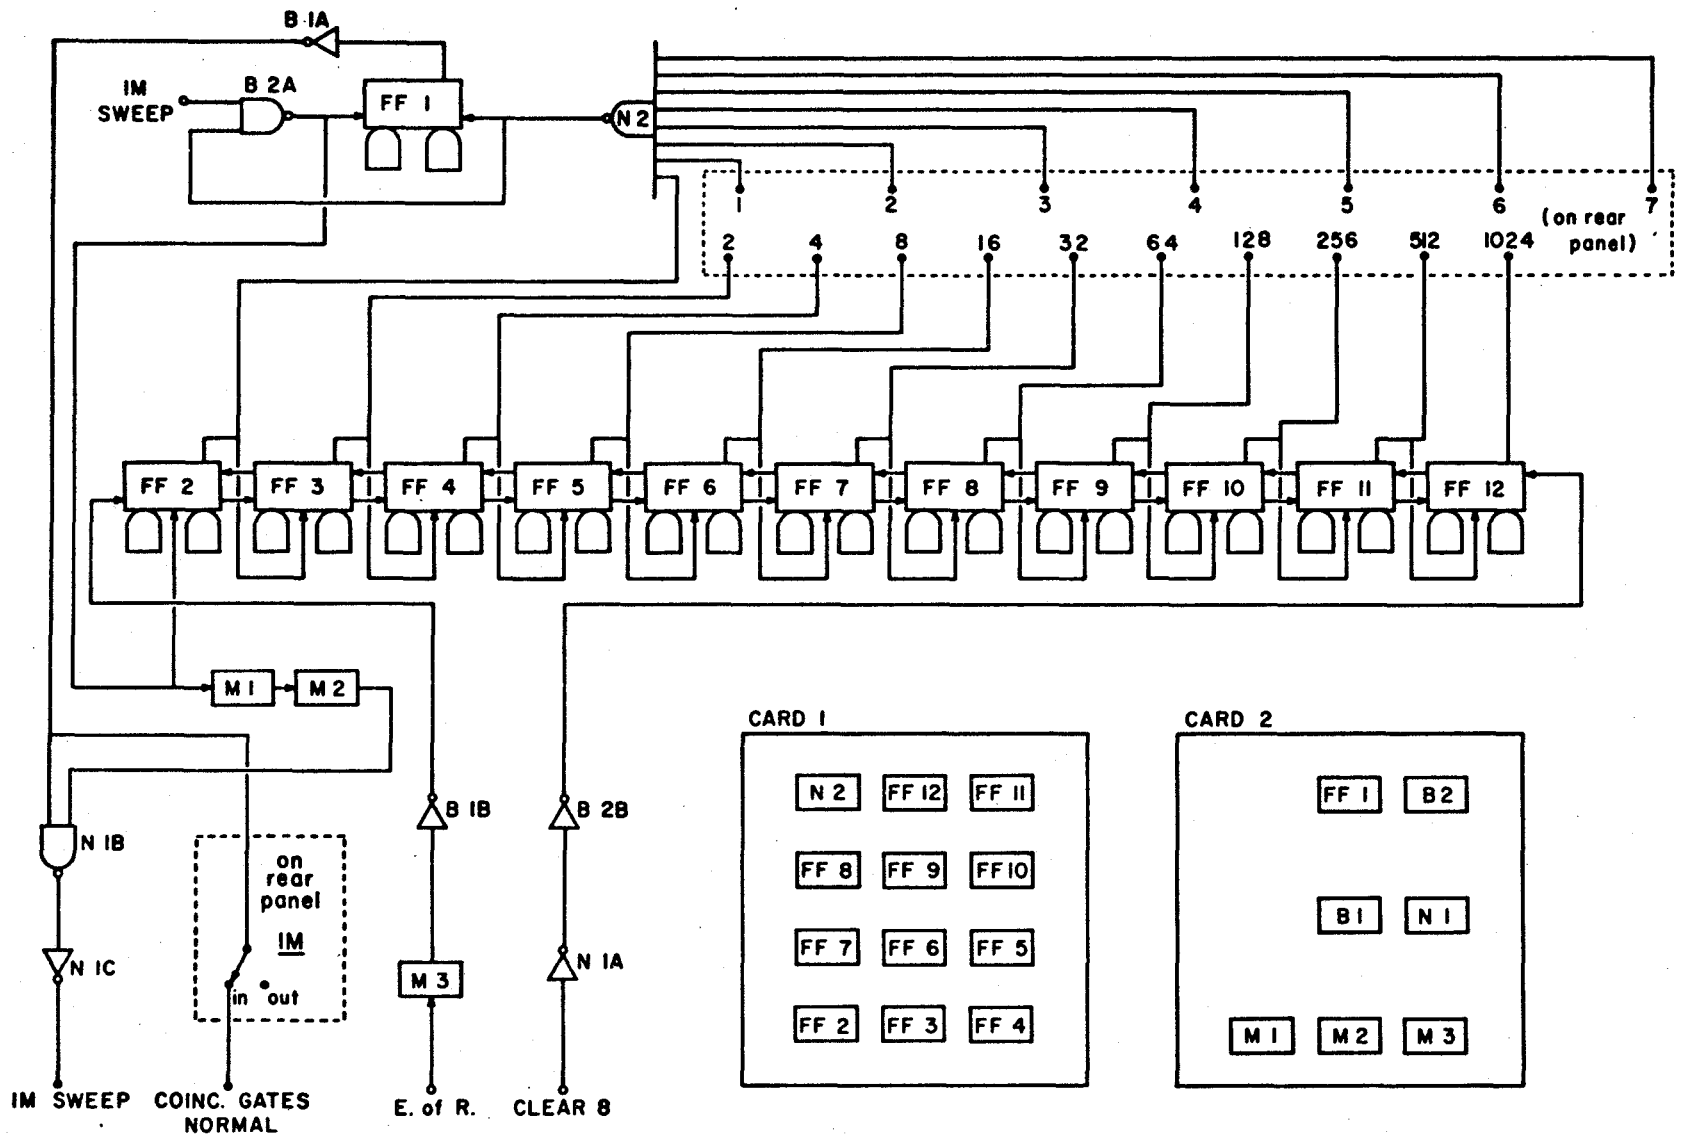 B 1A
IM
SWEEP
B 2A
FF 1
N 2
1 2 3 4 5 6 7
(on rear
panel)
2 4 8 16 32 64 128 256 512 1024
FF 2 FF 3 FF 4 FF 5 FF 6 FF 7 FF 8 FF 9 FF 10 FF 11 FF 12
M 1 M 2
CARD 1
N 2 FF 12 FF 11
FF 8 FF 9 FF 10
FF 7 FF 6 FF 5
FF 2 FF 3 FF 4
CARD 2
FF 1 B 2
B 1 N 1
M 1 M 2 M 3
B 1B
B 2B
N 1B
on
rear
panel
IM
in out
N 1C
M 3
N 1A
IM SWEEP
COINC. GATES
NORMAL
E. of R.
CLEAR 8